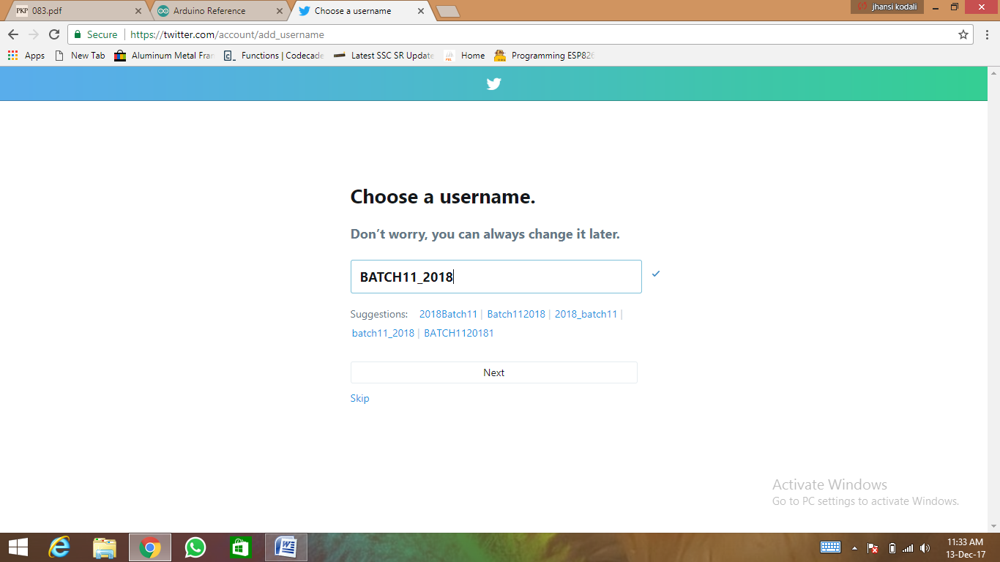 PKP 083.pdf Arduino Reference Choose a username jhansi kodali
Secure https://twitter.com/account/add_username
Apps New Tab Aluminum Metal Fran Functions | Codecade Latest SSC SR Update Home Programming ESP826
Choose a username.
Don’t worry, you can always change it later.
BATCH11_2018
Suggestions: 2018Batch11 | Batch112018 | 2018_batch11 |
batch11_2018 | BATCH1120181
Next
Skip
Activate Windows
Go to PC settings to activate Windows.
11:33 AM
13-Dec-17